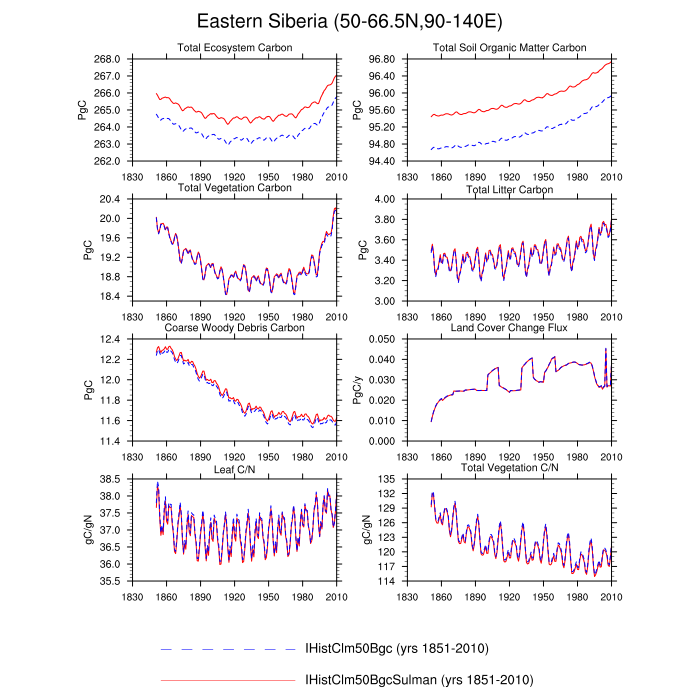 Eastern Siberia (50-66.5N,90-140E)
Total Ecosystem Carbon
Total Soil Organic Matter Carbon
268.0
267.0
266.0
265.0
264.0
263.0
262.0
PgC
1830 1860 1890 1920 1950 1980 2010
96.80
96.40
96.00
95.60
95.20
94.80
94.40
PgC
1830 1860 1890 1920 1950 1980 2010
Total Vegetation Carbon
Total Litter Carbon
20.4
20.0
19.6
19.2
18.8
18.4
PgC
1830 1860 1890 1920 1950 1980 2010
4.00
3.80
3.60
3.40
3.20
3.00
PgC
1830 1860 1890 1920 1950 1980 2010
Coarse Woody Debris Carbon
Land Cover Change Flux
12.4
12.2
12.0
11.8
11.6
11.4
PgC
1830 1860 1890 1920 1950 1980 2010
0.050
0.040
0.030
0.020
0.010
0.000
PgC/y
1830 1860 1890 1920 1950 1980 2010
Leaf C/N
Total Vegetation C/N
38.5
38.0
37.5
37.0
36.5
36.0
35.5
gC/gN
1830 1860 1890 1920 1950 1980 2010
135
132
129
126
123
120
117
114
gC/gN
1830 1860 1890 1920 1950 1980 2010
IHistClm50Bgc (yrs 1851-2010)
IHistClm50BgcSulman (yrs 1851-2010)